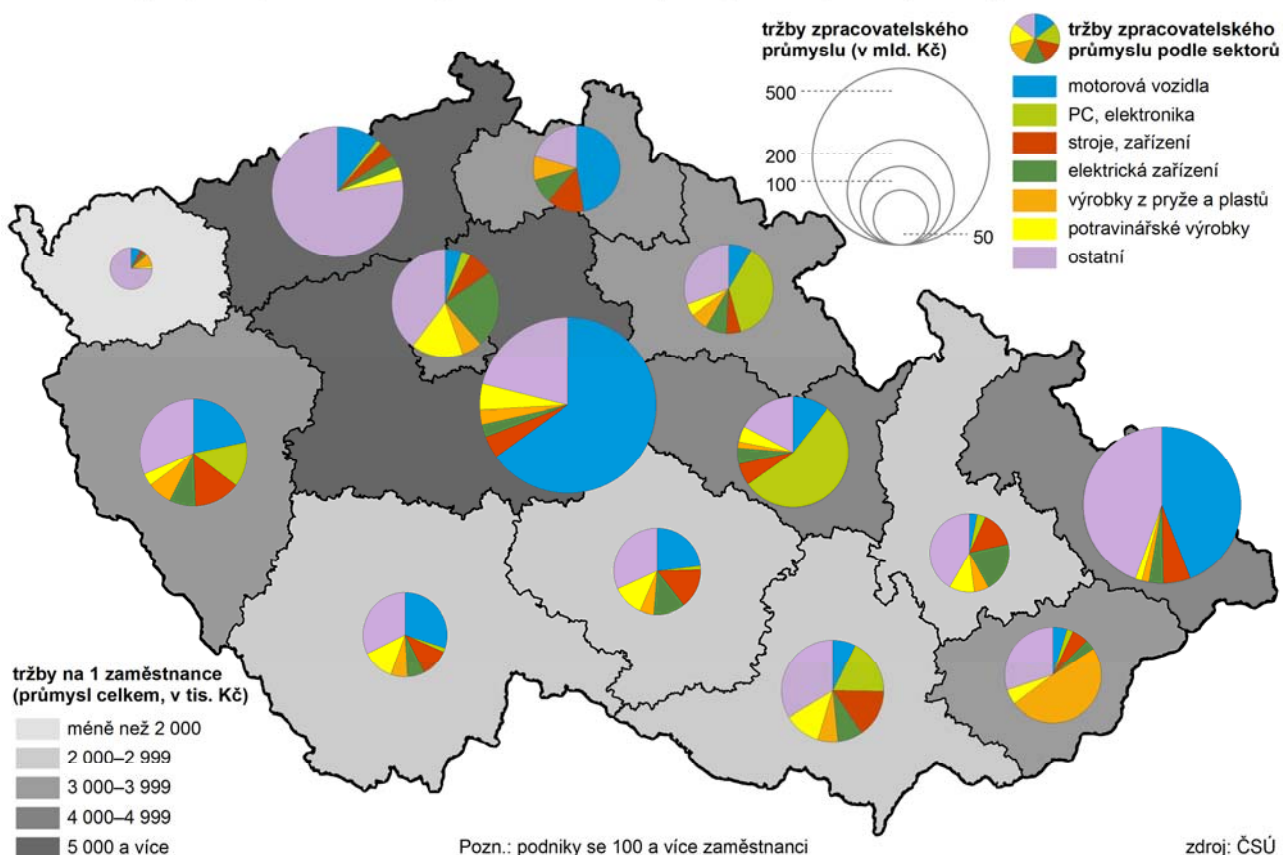 tržby zpracovatelského
průmyslu (v mld. Kč)
500
200
100
50
tržby zpracovatelského
průmyslu podle sektorů
motorová vozidla
PC, elektronika
stroje, zařízení
elektrická zařízení
výrobky z pryže a plastů
potravinářské výrobky
ostatní
tržby na 1 zaměstnance
(průmysl celkem, v tis. Kč)
méně než 2 000
2 000–2 999
3 000–3 999
4 000–4 999
5 000 a více
Pozn.: podniky se 100 a více zaměstnanci
zdroj: ČSÚ